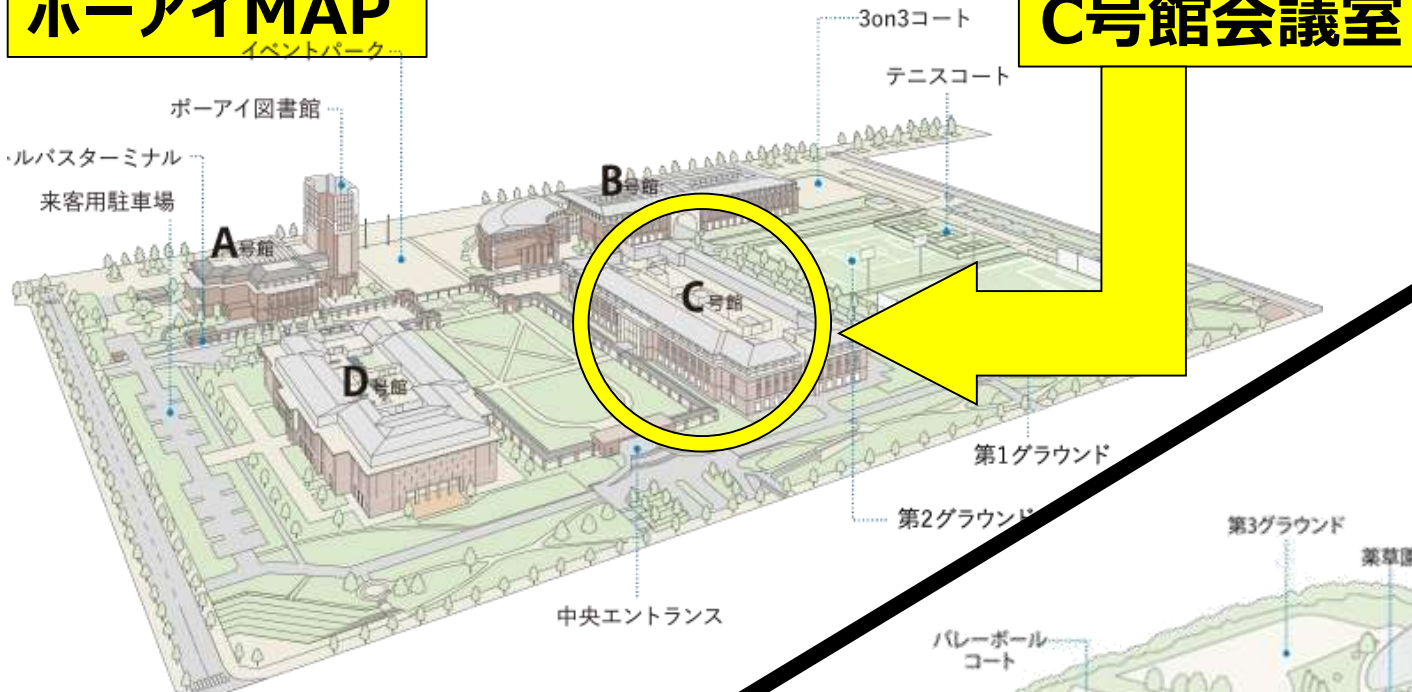 ポーアイMAP
C号館会議室
3on3コート
イベントパーク
テニスコート
ポーアイ図書館
ルバスターミナル
来客用駐車場
B号館
A号館
C号館
D号館
第1グラウンド
第2グラウンド
第3グラウンド
薬草園
中央エントランス
バレーボール
コート